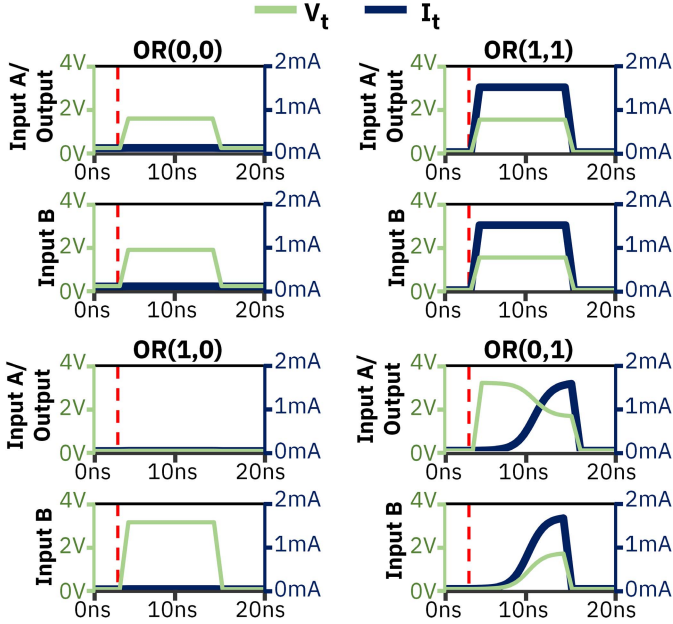 Vt It
OR(0,0) OR(1,1)
Input A/ Output 4V 2V 0V 2mA 1mA 0mA 0ns 10ns 20ns
Input A/ Output 4V 2V 0V 2mA 1mA 0mA 0ns 10ns 20ns
Input B 4V 2V 0V 2mA 1mA 0mA 0ns 10ns 20ns
Input B 4V 2V 0V 2mA 1mA 0mA 0ns 10ns 20ns
OR(1,0) OR(0,1)
Input A/ Output 4V 2V 0V 2mA 1mA 0mA 0ns 10ns 20ns
Input A/ Output 4V 2V 0V 2mA 1mA 0mA 0ns 10ns 20ns
Input B 4V 2V 0V 2mA 1mA 0mA 0ns 10ns 20ns
Input B 4V 2V 0V 2mA 1mA 0mA 0ns 10ns 20ns